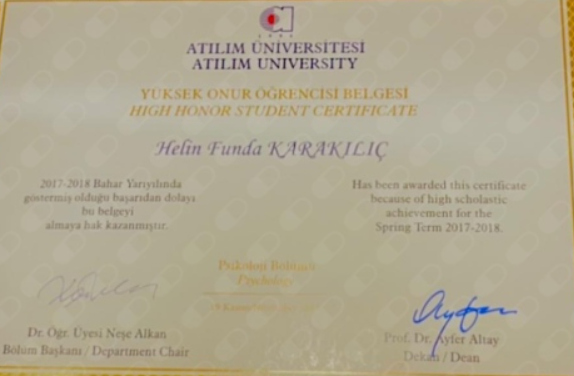 ATILIM ÜNİVERSİTESİ
ATILIM UNIVERSITY
YÜKSEK ONUR ÖĞRENCİSİ BELGESİ
HIGH HONOR STUDENT CERTIFICATE
Helin Funda KARAKILIÇ
2017-2018 Bahar Yarıyılında
göstermiş olduğu başarıdan dolayı
bu belgeyi
almaya hak kazanmıştır.
Has been awarded this certificate
because of high scholastic
achievement for the
Spring Term 2017-2018.
Psikoloji Bölümü
Psychology
Dr. Öğr. Üyesi Neşe Alkan
Bölüm Başkanı / Department Chair
Prof. Dr. Ayfer Altay
Dekan / Dean